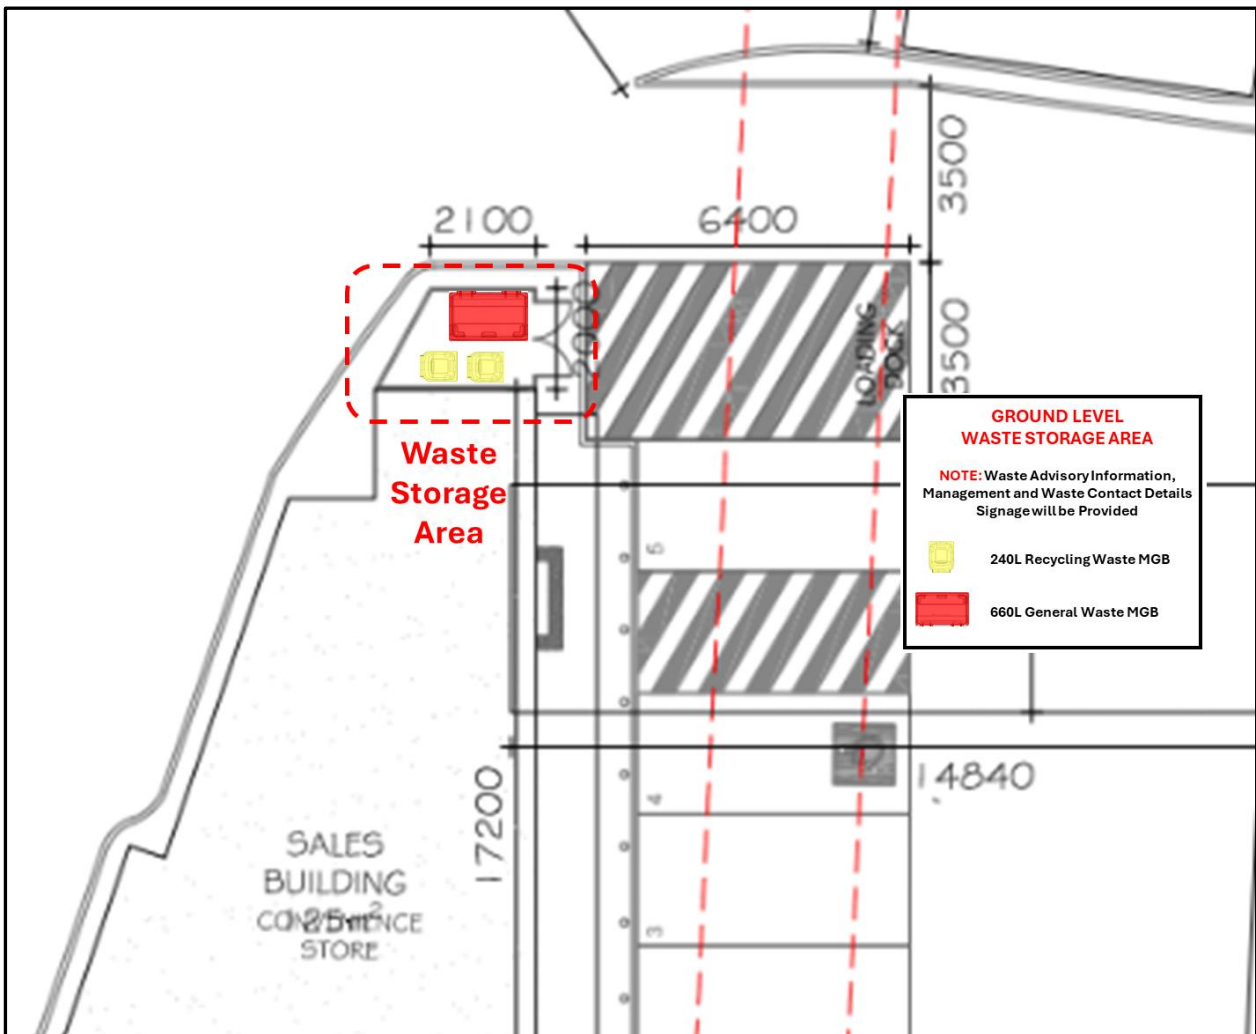 3500
2100
6400
2000
LOADING
DOCK
3500
GROUND LEVEL
WASTE STORAGE AREA
NOTE: Waste Advisory Information,
Management and Waste Contact Details
Signage will be Provided
240L Recycling Waste MGB
660L General Waste MGB
Waste
Storage
Area
5
4
14840
17200
3
SALES
BUILDING
STORE